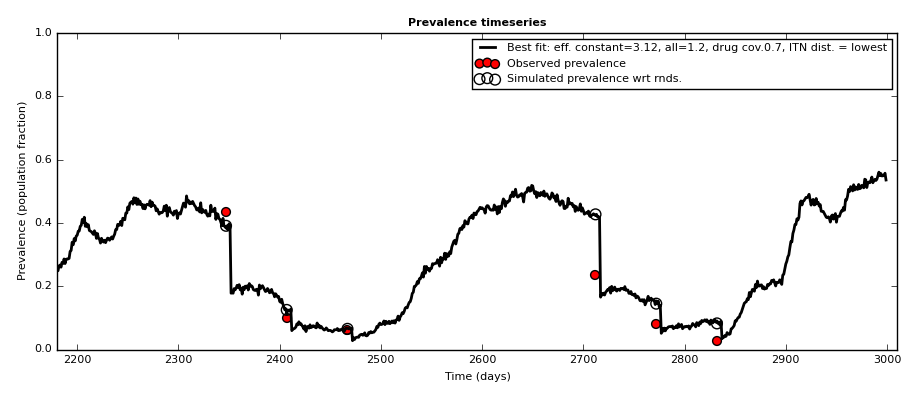 Prevalence timeseries
1.0
0.8
0.6
0.4
0.2
0.0
Prevalence (population fraction)
Best fit: eff. constant=3.12, all=1.2, drug cov.0.7, ITN dist. = lowest
Observed prevalence
Simulated prevalence wrt rnds.
2200 2300 2400 2500 2600 2700 2800 2900 3000
Time (days)